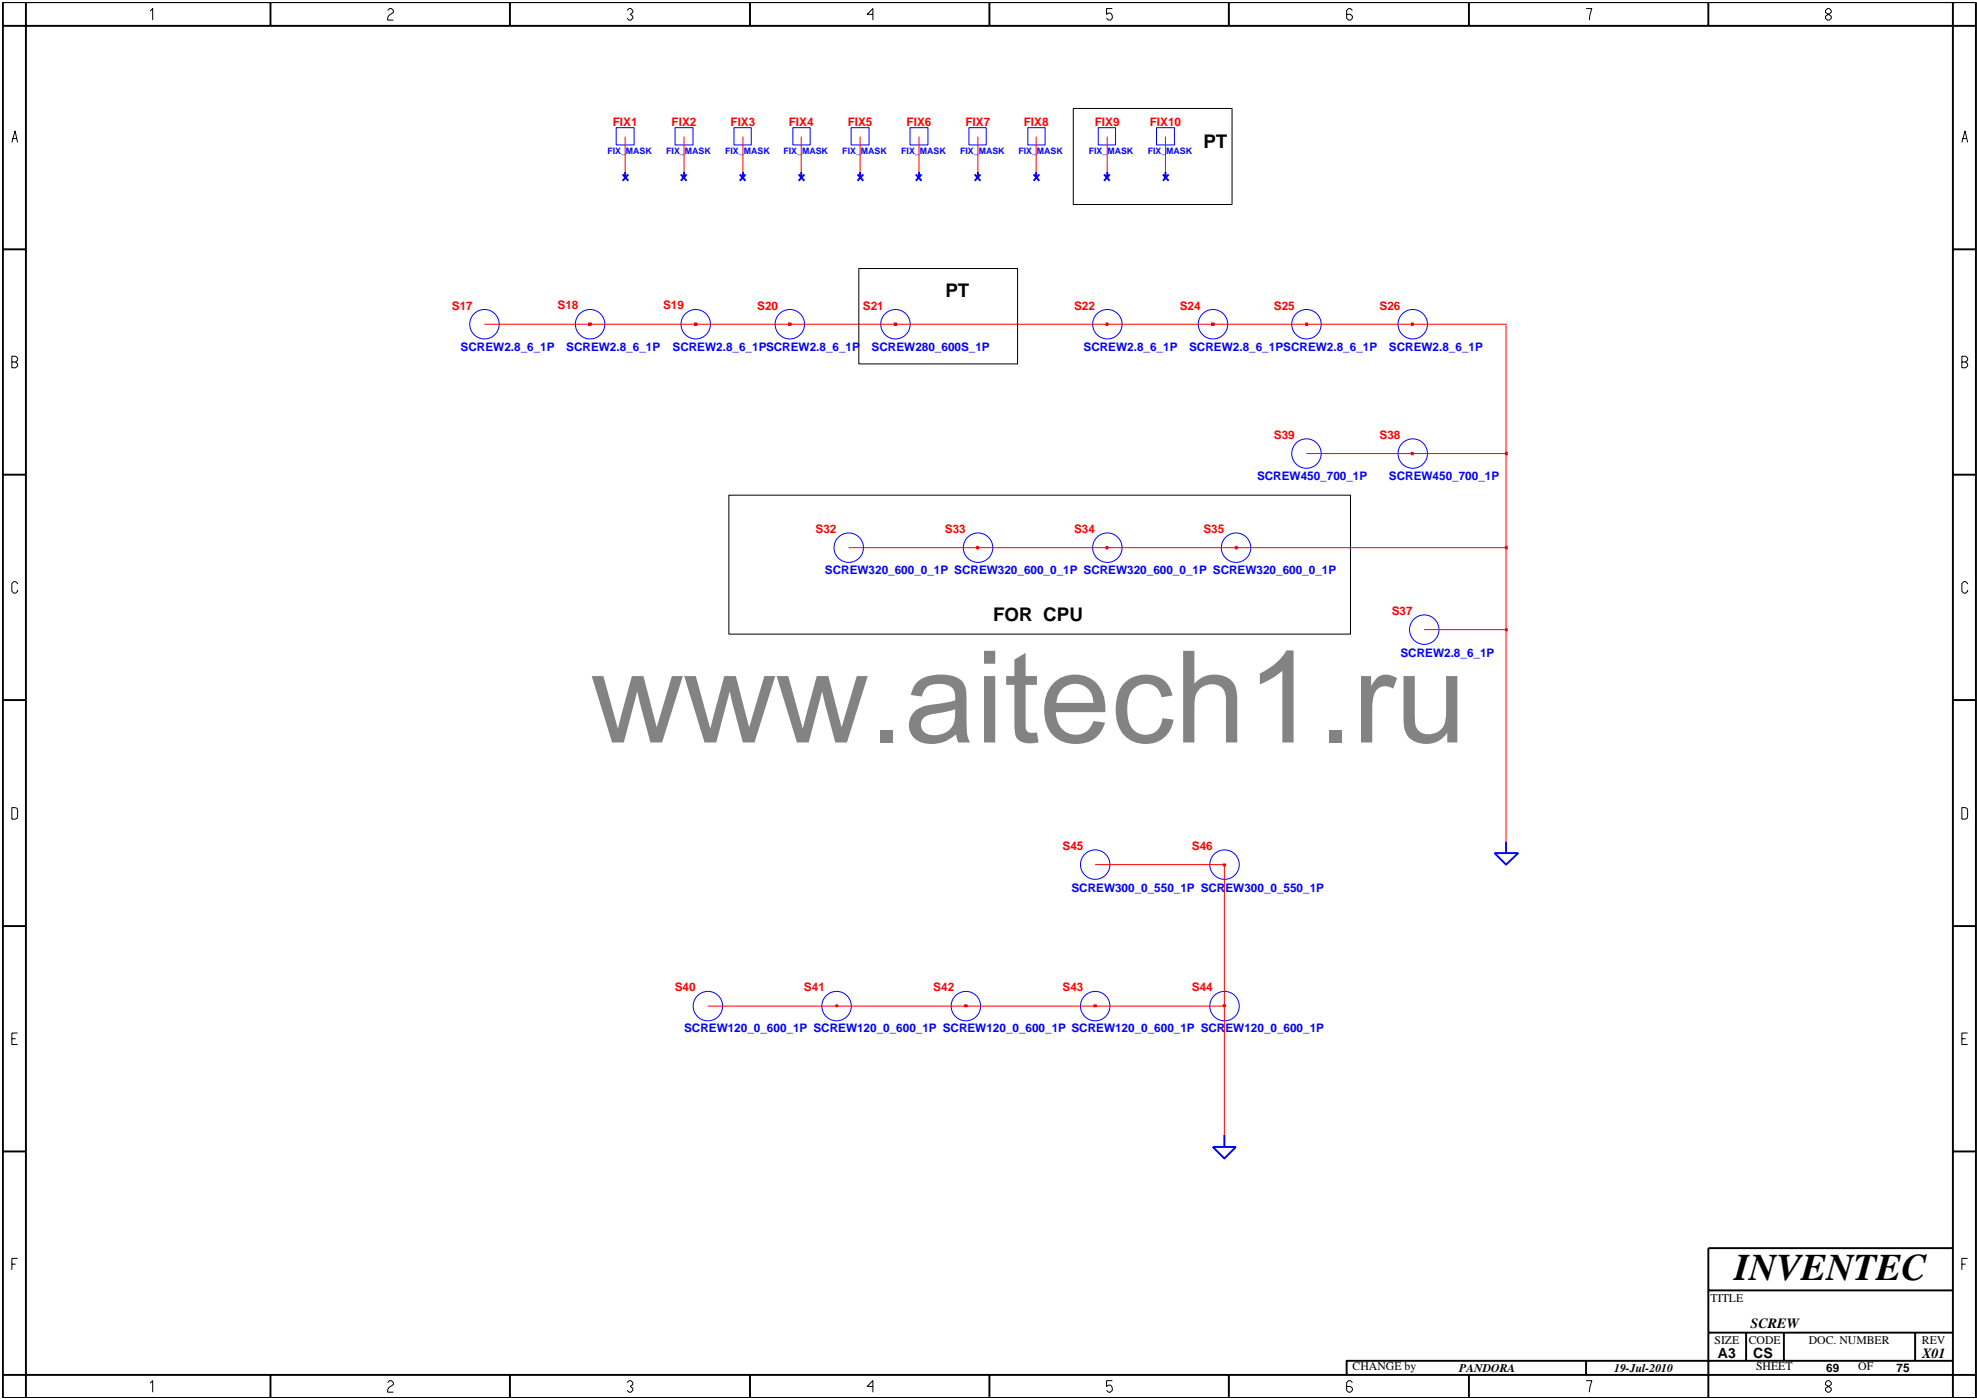 1 2 3 4 5 6 7 8
FIX1 FIX2 FIX3 FIX4 FIX5 FIX6 FIX7 FIX8 FIX9 FIX10
A PT A
FIX_MASK FIX_MASK FIX_MASK FIX_MASK FIX_MASK FIX_MASK FIX_MASK FIX_MASK FIX_MASK FIX_MASK
PT
S17 S18 S19 S20 S21 S22 S24 S25 S26
SCREW2.8_6_1P SCREW2.8_6_1P SCREW2.8_6_1P SCREW2.8_6_1P SCREW280_600S_1P SCREW2.8_6_1P SCREW2.8_6_1P SCREW2.8_6_1P SCREW2.8_6_1P
B B
S39 S38
SCREW450_700_1P SCREW450_700_1P
S32 S33 S34 S35
SCREW320_600_0_1P SCREW320_600_0_1P SCREW320_600_0_1P SCREW320_600_0_1P
C C
FOR CPU
S37
SCREW2.8_6_1P
www.aitech1.ru
D D
S45 S46
SCREW300_0_550_1P SCREW300_0_550_1P
S40 S41 S42 S43 S44
SCREW120_0_600_1P SCREW120_0_600_1P SCREW120_0_600_1P SCREW120_0_600_1P SCREW120_0_600_1P
E E
F F
INVENTEC
TITLE
SCREW
SIZE CODE DOC. NUMBER REV
A3 CS X01
CHANGE by PANDORA 19-Jul-2010 SHEET 69 OF 75
1 2 3 4 5 6 7 8